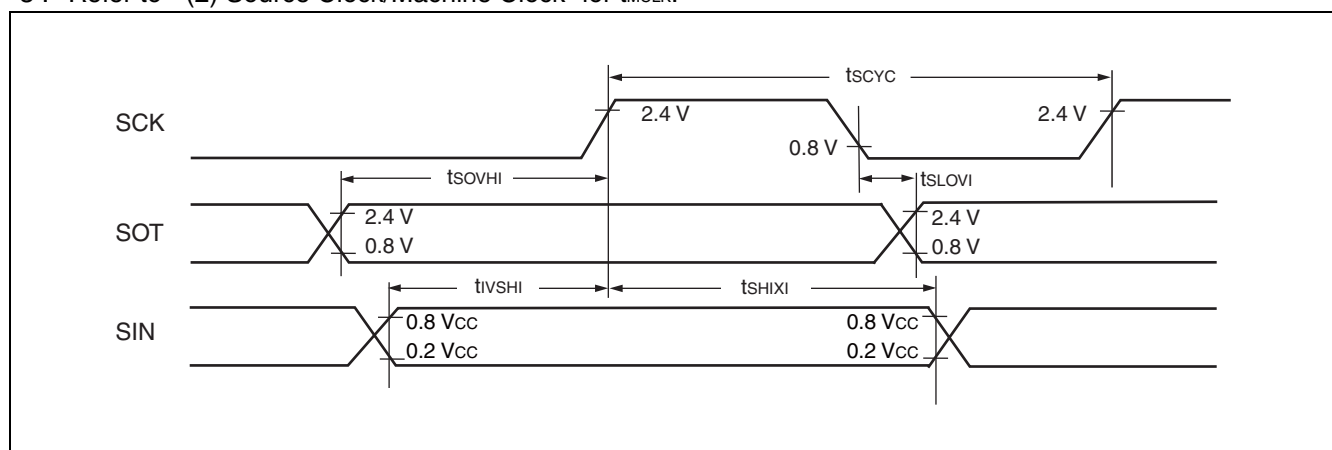 tSCYC
SCK
2.4 V
2.4 V
0.8 V
tSOVHI
tSLOVI
SOT
2.4 V
2.4 V
0.8 V
0.8 V
tIVSHI
tSHIXI
SIN
0.8 VCC
0.8 VCC
0.2 VCC
0.2 VCC